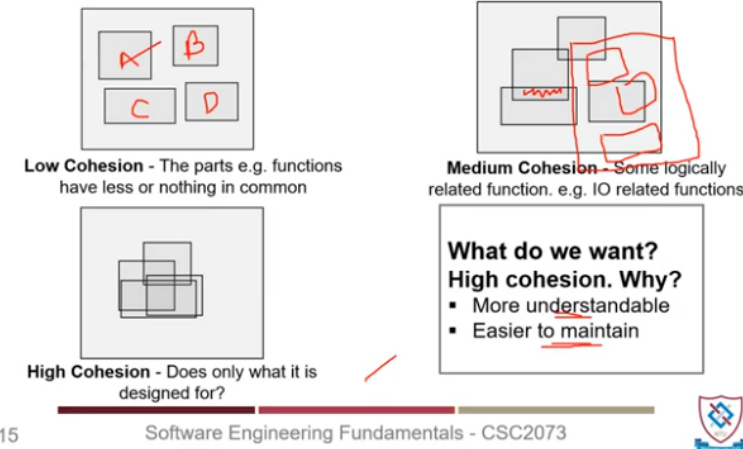 A
B
C
D
Low Cohesion - The parts e.g. functions
have less or nothing in common
Medium Cohesion - Some logically
related function. e.g. IO related functions
High Cohesion - Does only what it is
designed for?
What do we want?
High cohesion. Why?
▪ More understandable
▪ Easier to maintain
15
Software Engineering Fundamentals - CSC2073